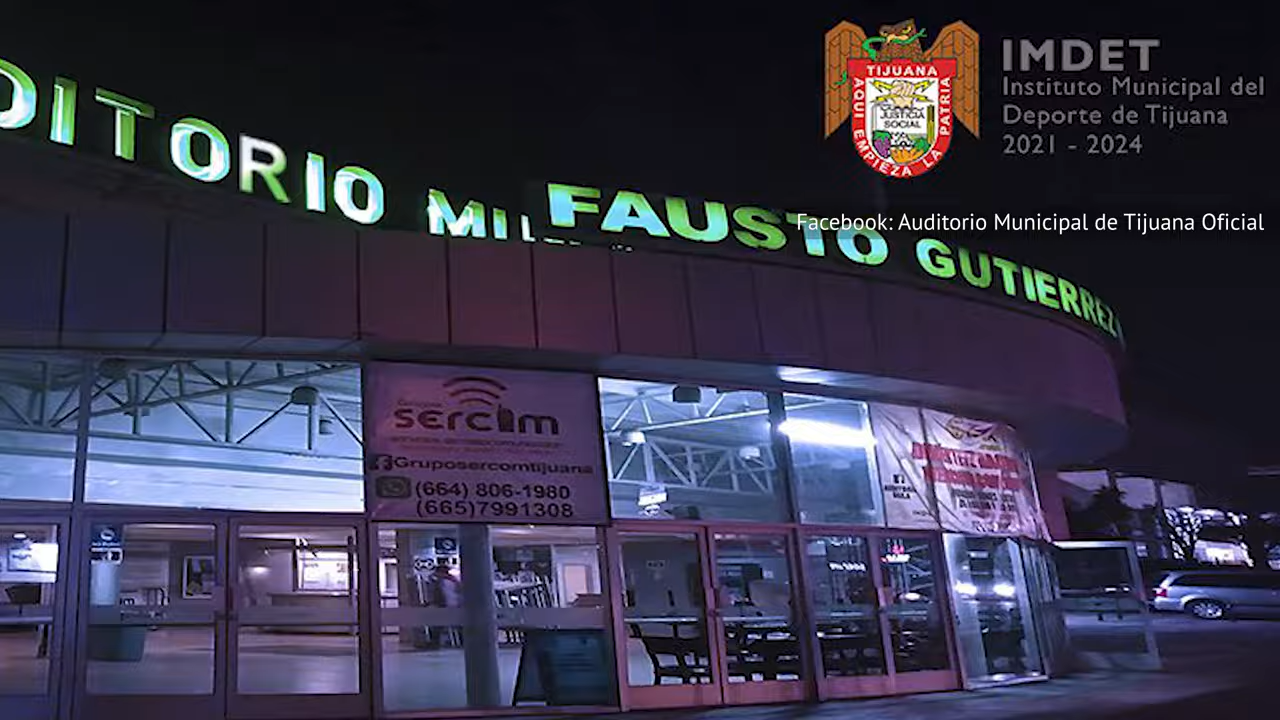 IMDET
Instituto Municipal del
Deporte de Tijuana
2021 - 2024
TIJUANA
AQUI EMPIEZA LA PATRIA
JUSTICIA
SOCIAL
Facebook: Auditorio Municipal de Tijuana Oficial
DITORIO
FAUSTO GUTIERREZ
Grupo
sercom
Gruposercomtijuana
(664) 806-1980
(665)7991308